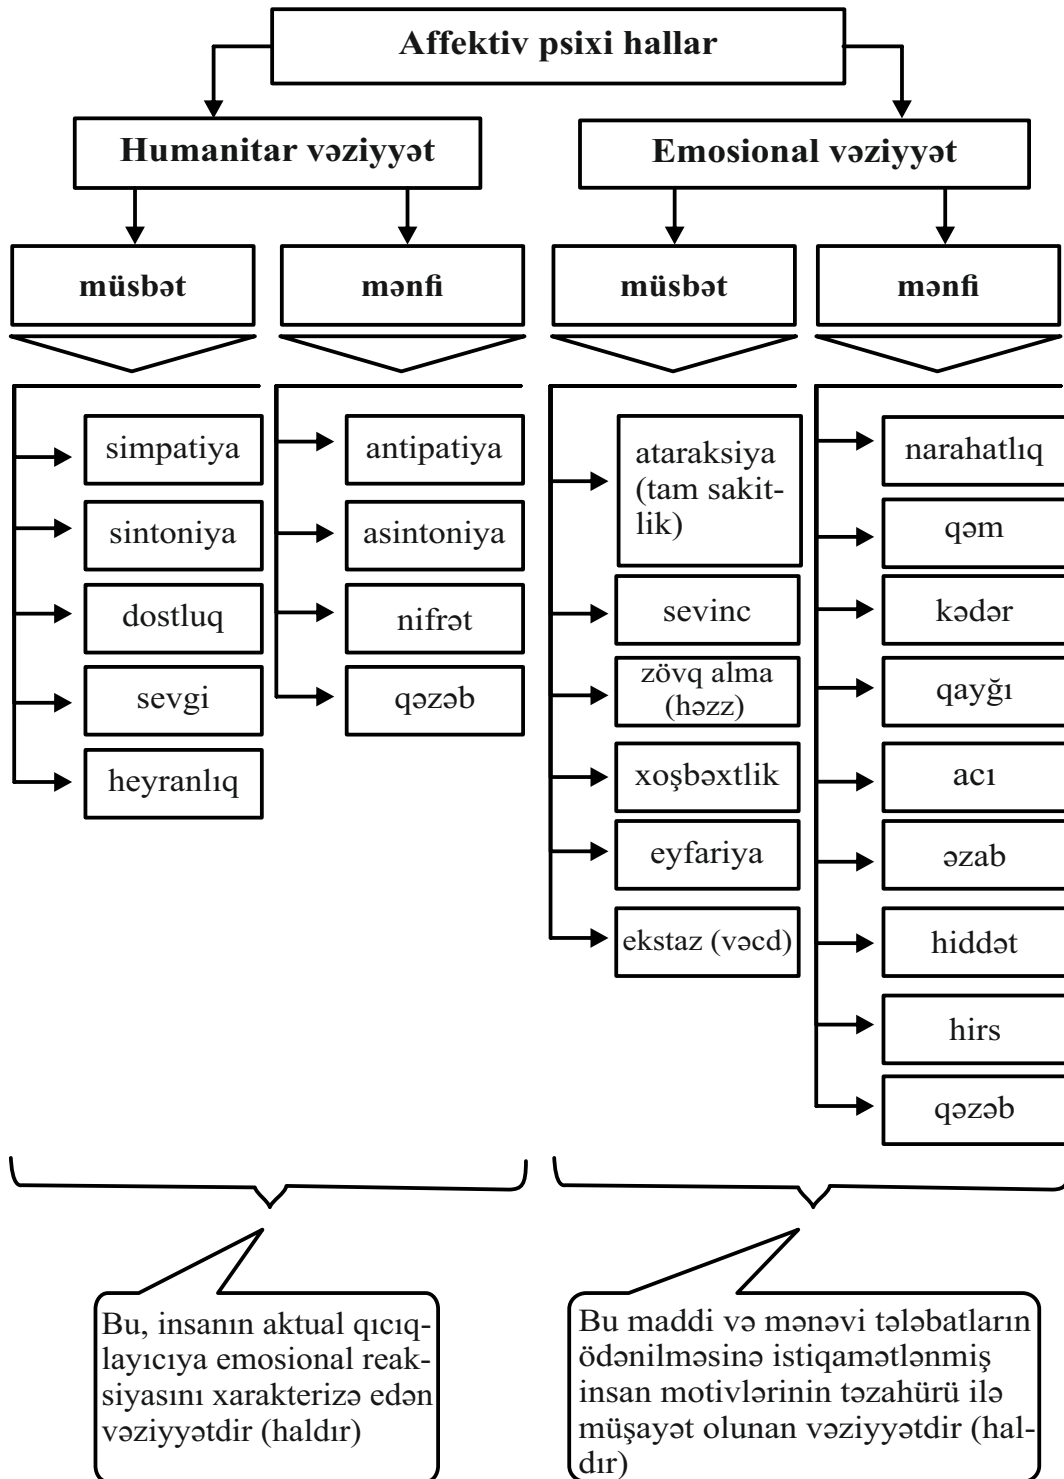 Affektiv psixi hallar
Humanitar vəziyyət
Emosional vəziyyət
müsbət
mənfi
müsbət
mənfi
simpatiya
sintoniya
dostluq
sevgi
heyranlıq
antipatiya
asintoniya
nifrət
qəzəb
ataraksiya
(tam sakit-
lik)
sevinc
zövq alma
(həzz)
xoşbəxtlik
eyfariya
ekstaz (vəcd)
narahatlıq
qəm
kədər
qayğı
acı
əzab
hiddət
hirs
qəzəb
Bu, insanın aktual qıcıq-
layıcıya emosional reak-
siyasını xarakterizə edən
vəziyyətdir (haldır)
Bu maddi və mənəvi tələbatların
ödənilməsinə istiqamətlənmiş
insan motivlərinin təzahürü ilə
müşayət olunan vəziyyətdir (hal-
dır)